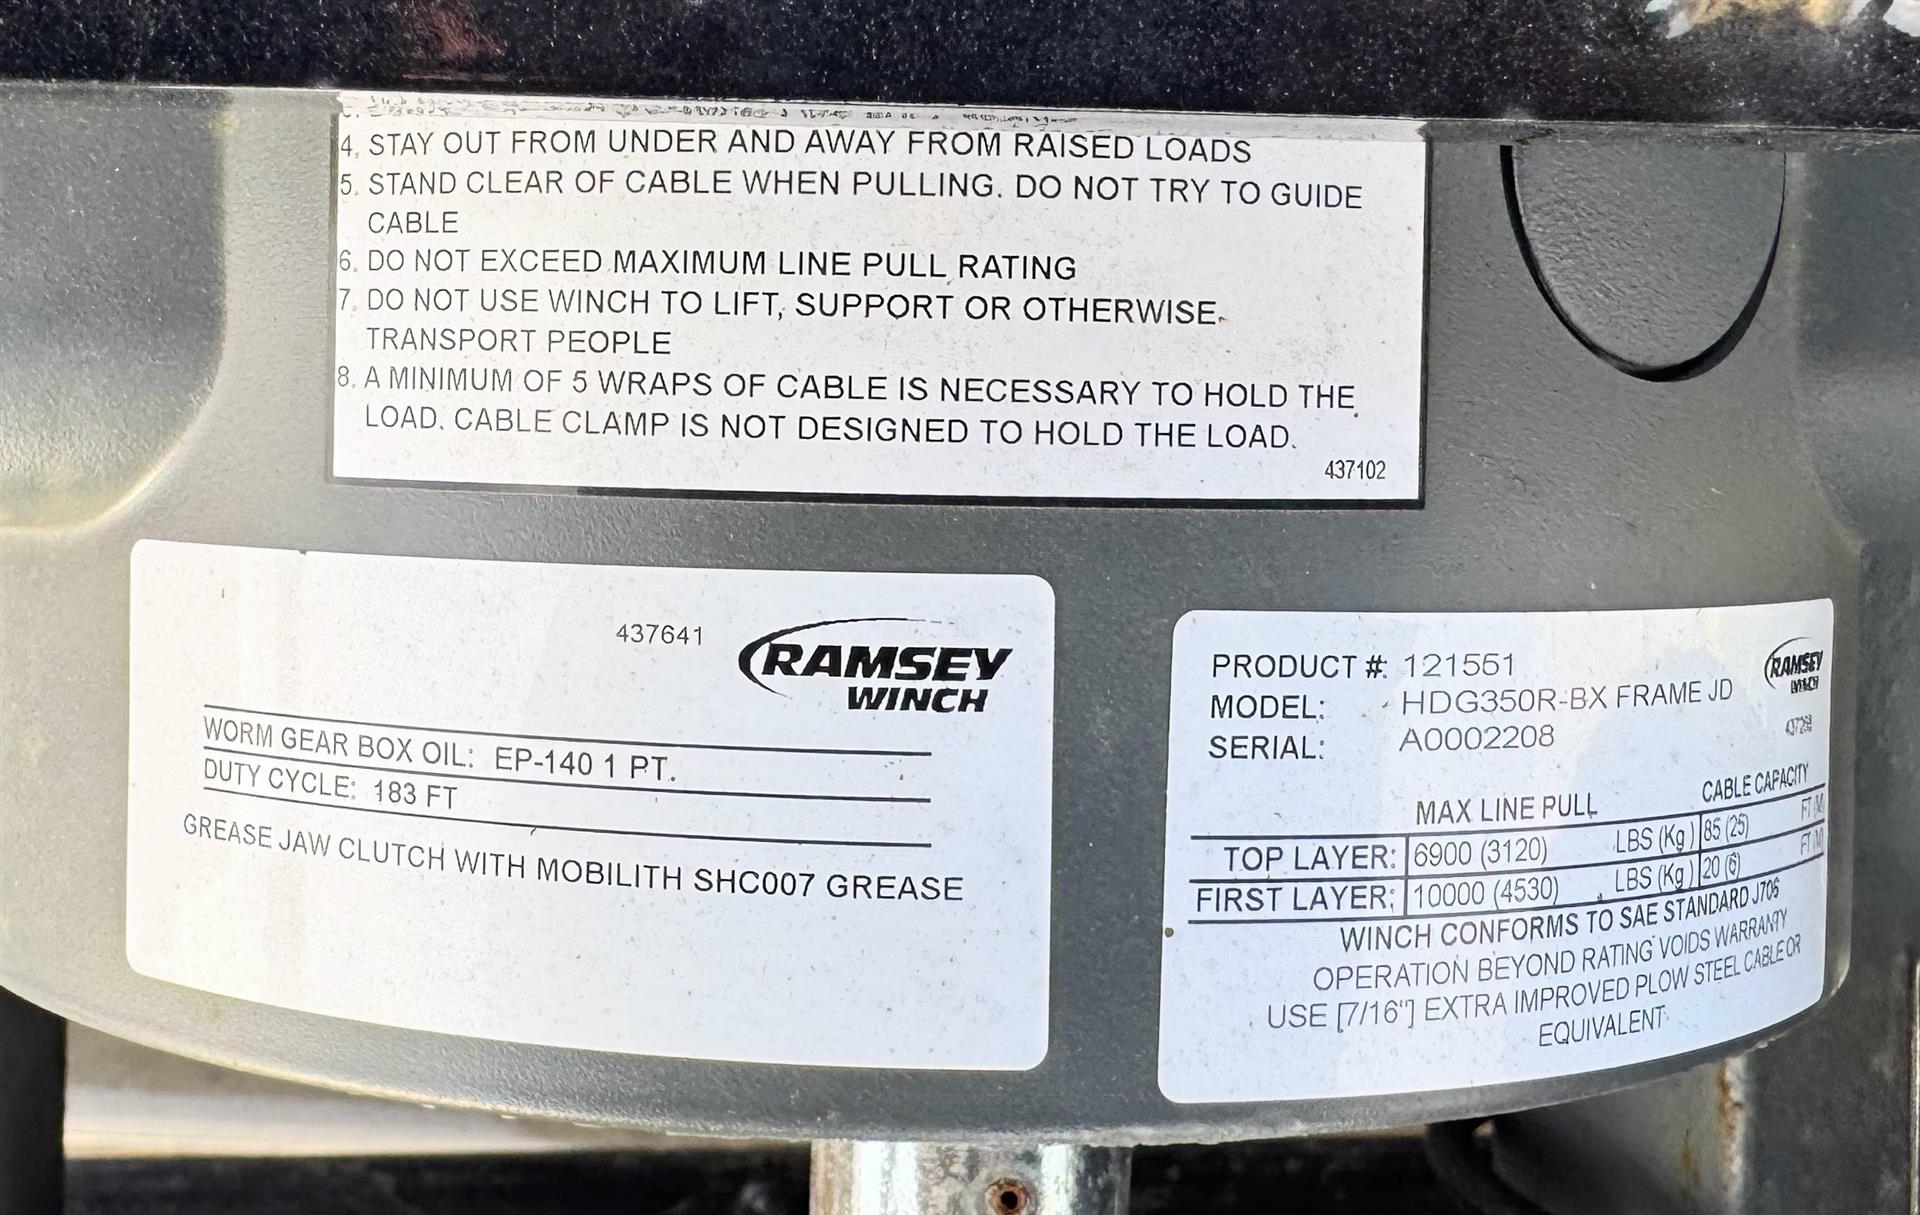 4. STAY OUT FROM UNDER AND AWAY FROM RAISED LOADS
5. STAND CLEAR OF CABLE WHEN PULLING. DO NOT TRY TO GUIDE
CABLE
6. DO NOT EXCEED MAXIMUM LINE PULL RATING
7. DO NOT USE WINCH TO LIFT, SUPPORT OR OTHERWISE
TRANSPORT PEOPLE
8. A MINIMUM OF 5 WRAPS OF CABLE IS NECESSARY TO HOLD THE
LOAD. CABLE CLAMP IS NOT DESIGNED TO HOLD THE LOAD.
437102
437641
RAMSEY
WINCH
WORM GEAR BOX OIL: EP-140 1 PT.
DUTY CYCLE: 183 FT
GREASE JAW CLUTCH WITH MOBILITH SHC007 GREASE
PRODUCT #: 121551
MODEL: HDG350R-BX FRAME JD
SERIAL: A0002208
RAMSEY
WINCH
MAX LINE PULL CABLE CAPACITY
TOP LAYER: 6900 (3120) LBS (Kg) 85 (25) FT (M)
FIRST LAYER: 10000 (4530) LBS (Kg) 20 (6) FT (M)
WINCH CONFORMS TO SAE STANDARD J706
OPERATION BEYOND RATING VOIDS WARRANTY
USE [7/16"] EXTRA IMPROVED PLOW STEEL CABLE OR
EQUIVALENT